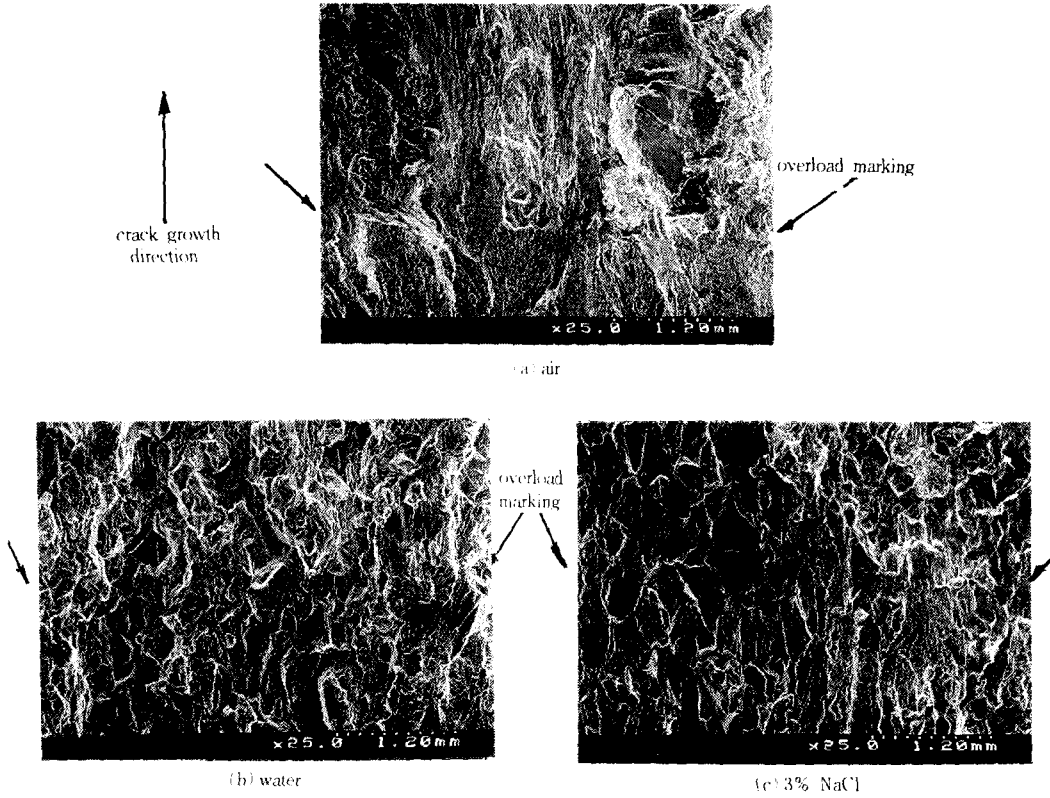 overload marking
crack growth
direction
×25.0 1.20mm
(a) air
overload
marking
×25.0 1.20mm
×25.0 1.20mm
(b) water
(c) 3% NaCl